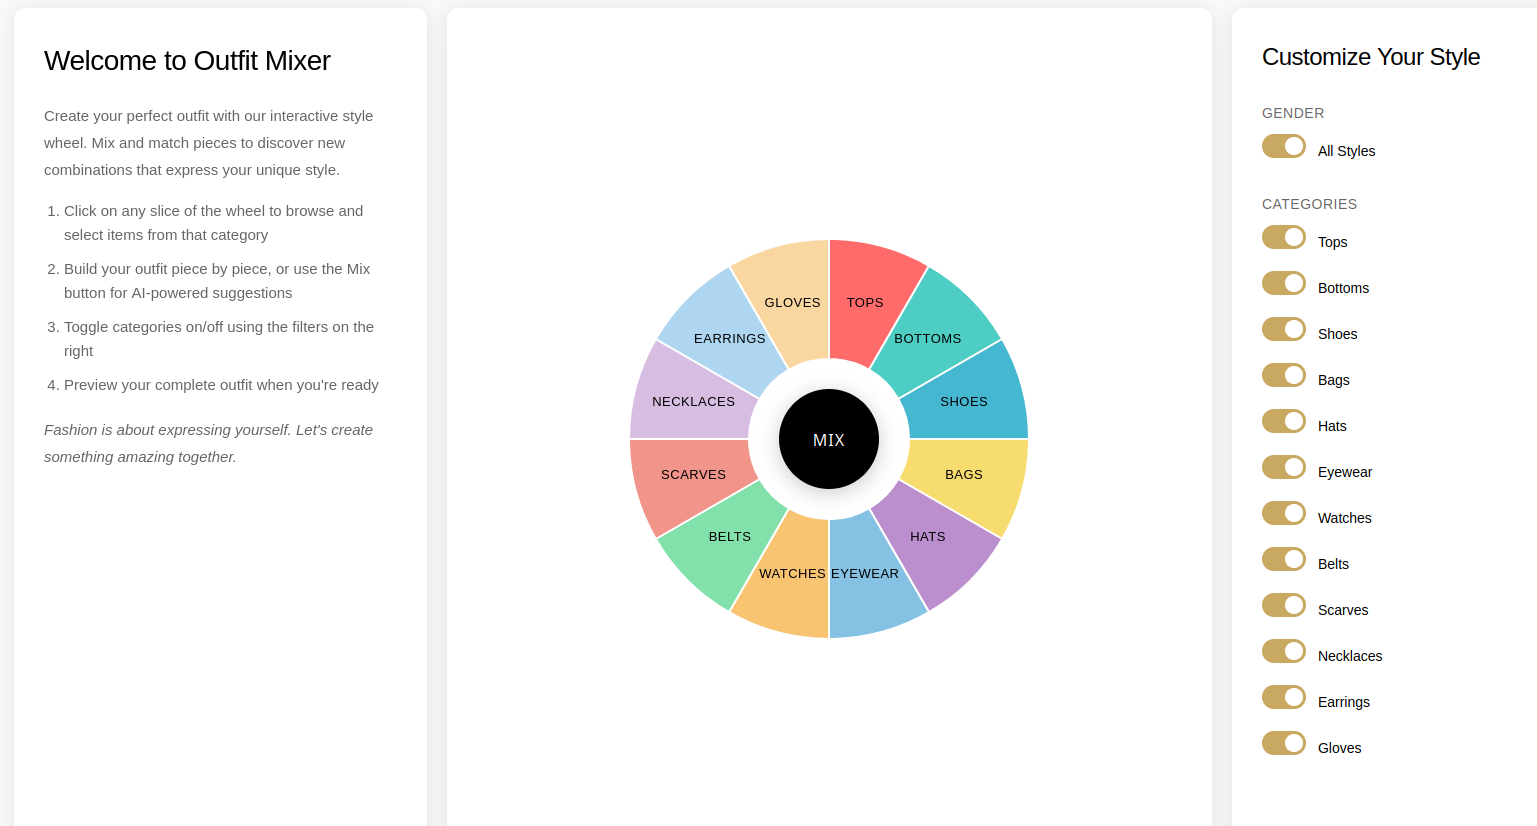 Welcome to Outfit Mixer
Create your perfect outfit with our interactive style
wheel. Mix and match pieces to discover new
combinations that express your unique style.
1. Click on any slice of the wheel to browse and
select items from that category
2. Build your outfit piece by piece, or use the Mix
button for AI-powered suggestions
3. Toggle categories on/off using the filters on the
right
4. Preview your complete outfit when you're ready
Fashion is about expressing yourself. Let's create
something amazing together.
TOPS
BOTTOMS
SHOES
BAGS
HATS
EYEWEAR
WATCHES
BELTS
SCARVES
NECKLACES
EARRINGS
GLOVES
MIX
Customize Your Style
GENDER
All Styles
CATEGORIES
Tops
Bottoms
Shoes
Bags
Hats
Eyewear
Watches
Belts
Scarves
Necklaces
Earrings
Gloves